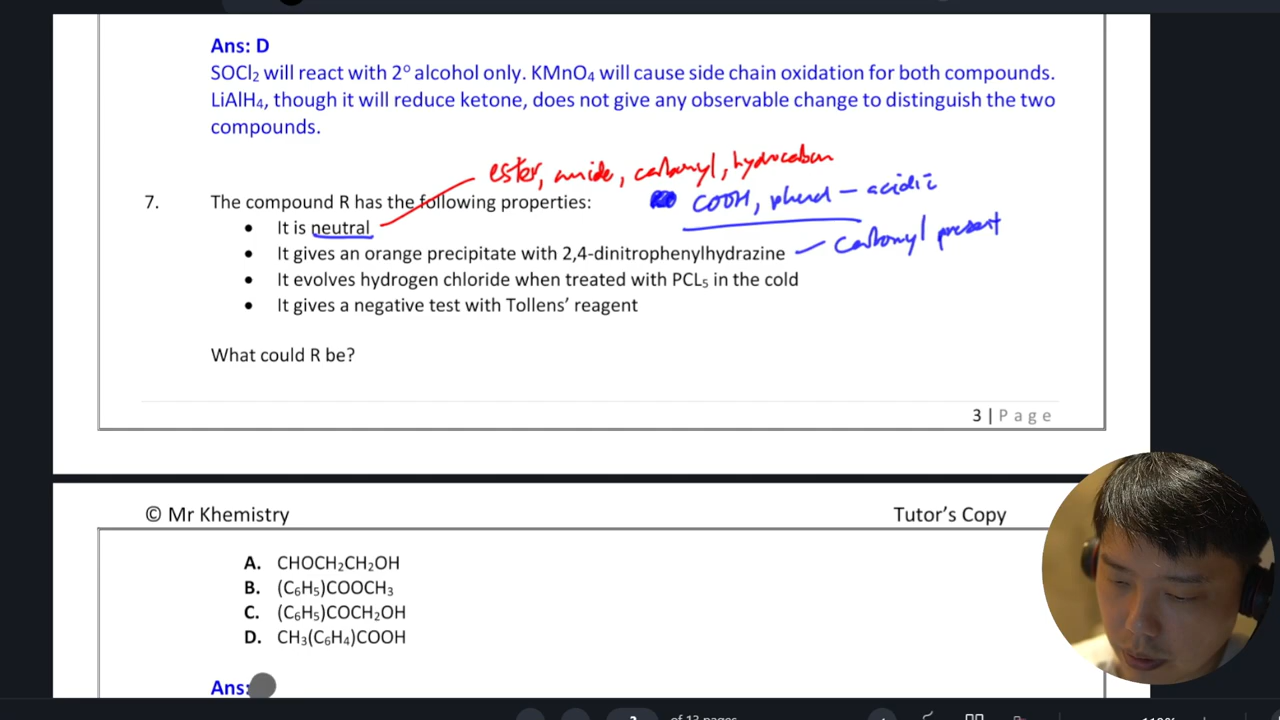 Ans: D
SOCl₂ will react with 2° alcohol only. KMnO₄ will cause side chain oxidation for both compounds.
LiAlH₄, though it will reduce ketone, does not give any observable change to distinguish the two
compounds.
ester, amide, carbonyl, hydrocarbon
COOH, phenol – acidic
7. The compound R has the following properties:
• It is neutral
• It gives an orange precipitate with 2,4-dinitrophenylhydrazine – carbonyl present
• It evolves hydrogen chloride when treated with PCL₅ in the cold
• It gives a negative test with Tollens’ reagent
What could R be?
3 | Page
© Mr Khemistry Tutor’s Copy
A. CHOCH₂CH₂OH
B. (C₆H₅)COOCH₃
C. (C₆H₅)COCH₂OH
D. CH₃(C₆H₄)COOH
Ans:
of 13 pages